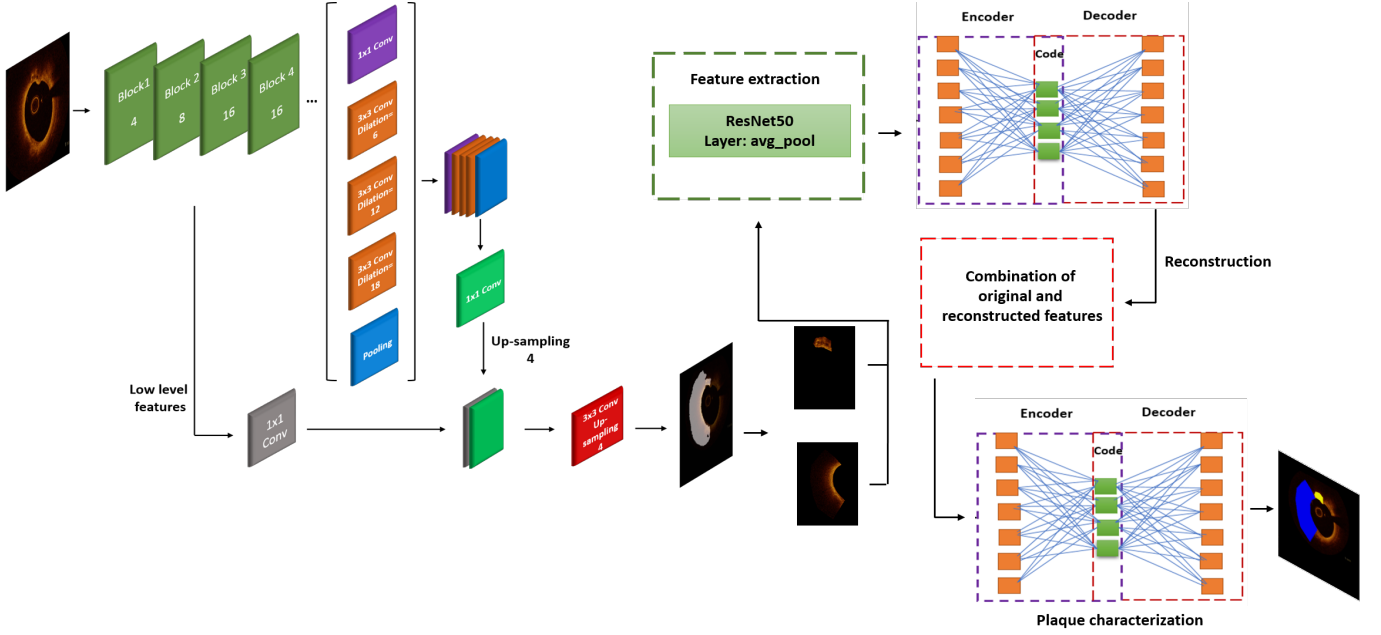 Block1
4
Block 2
8
Block 3
16
Block 4
16
...
1x1 Conv
3x3 Conv
Dilation=
6
3x3 Conv
Dilation=
12
3x3 Conv
Dilation=
18
Pooling
1x1 Conv
Up-sampling
4
Low level
features
1x1
Conv
3x3 Conv
Up-
sampling
4
Feature extraction
ResNet50
Layer: avg_pool
Encoder
Decoder
Code
Reconstruction
Combination of
original and
reconstructed features
Encoder
Decoder
Code
Plaque characterization